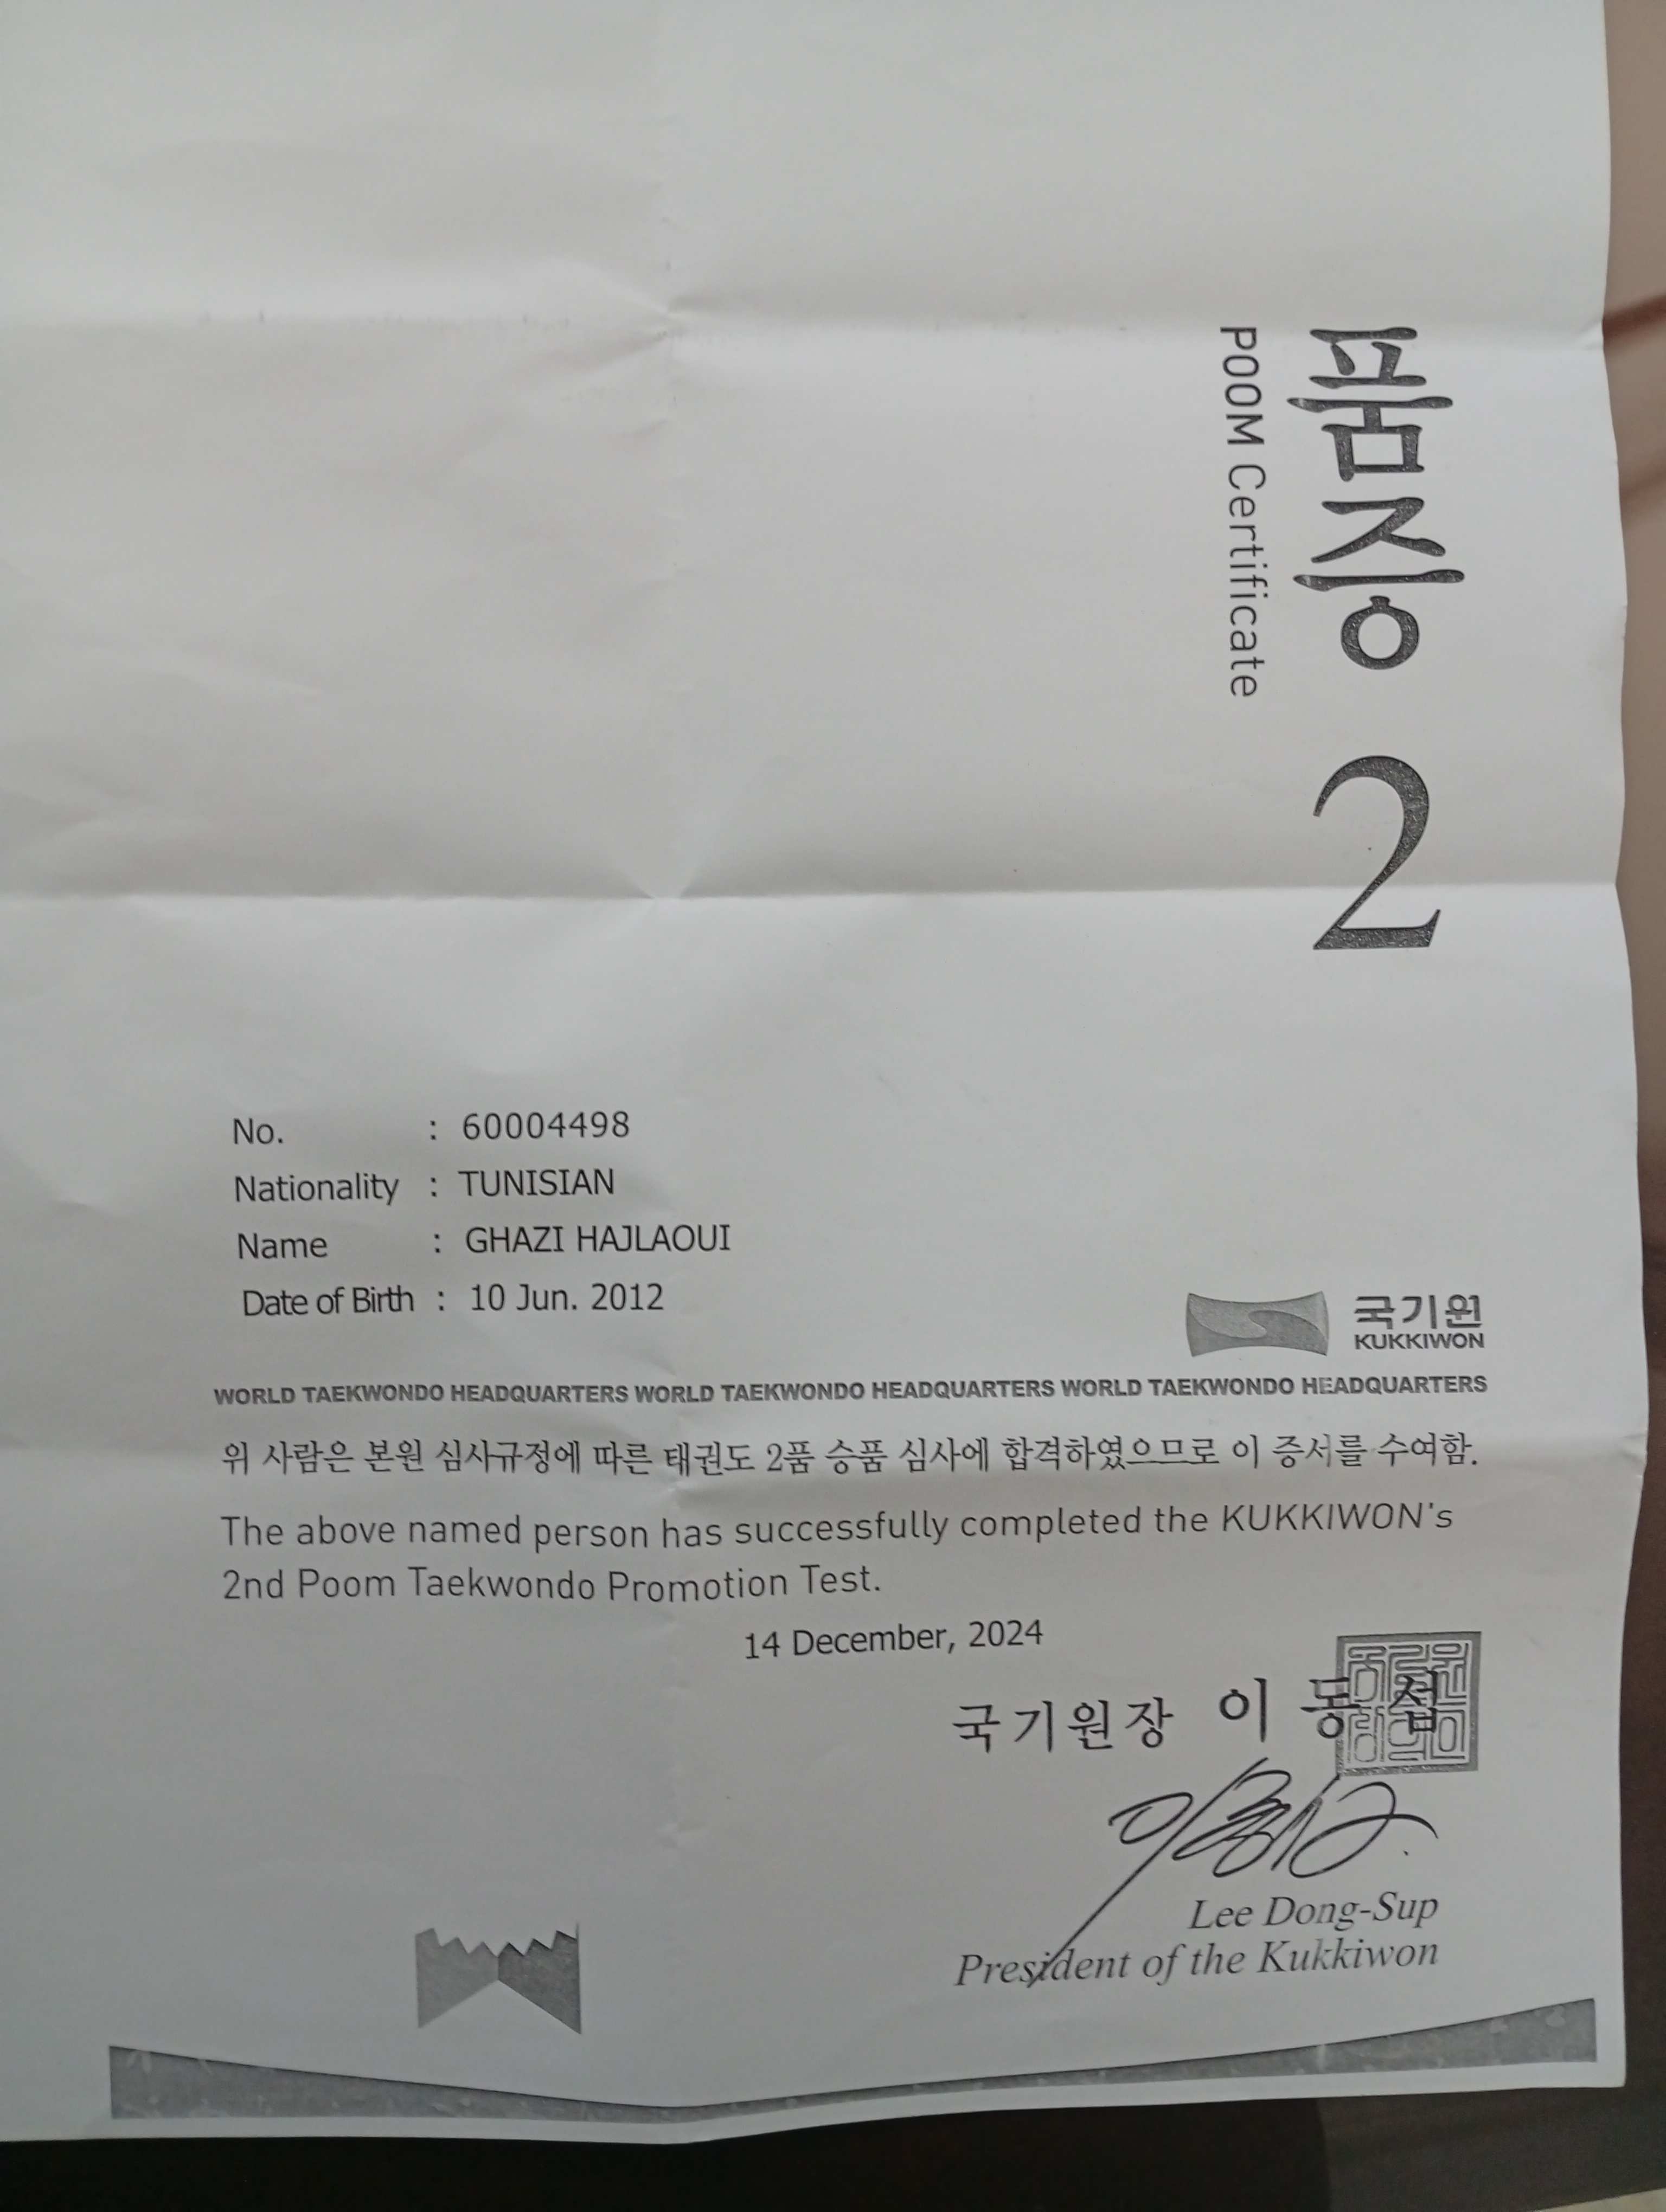 품증
POOM Certificate
2
No. : 60004498
Nationality : TUNISIAN
Name : GHAZI HAJLAOUI
Date of Birth : 10 Jun. 2012
국기원
KUKKIWON
WORLD TAEKWONDO HEADQUARTERS WORLD TAEKWONDO HEADQUARTERS WORLD TAEKWONDO HEADQUARTERS
위 사람은 본원 심사규정에 따른 태권도 2품 승품 심사에 합격하였으므로 이 증서를 수여함.
The above named person has successfully completed the KUKKIWON's
2nd Poom Taekwondo Promotion Test.
14 December, 2024
국기원장 이 동 섭
Lee Dong-Sup
President of the Kukkiwon